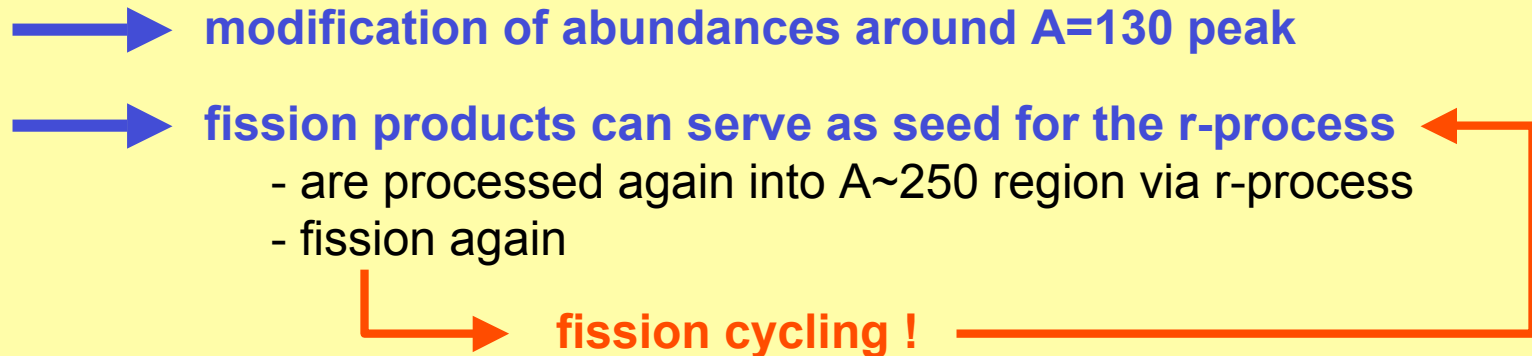 modification of abundances around A=130 peak
fission products can serve as seed for the r-process
- are processed again into A~250 region via r-process
- fission again
fission cycling !